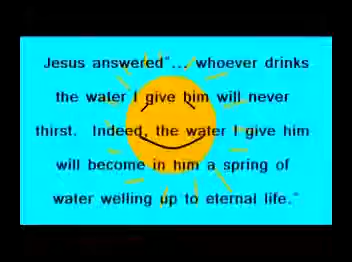 Jesus answered"... whoever drinks
the water I give him will never
thirst. Indeed, the water I give him
will become in him a spring of
water welling up to eternal life."